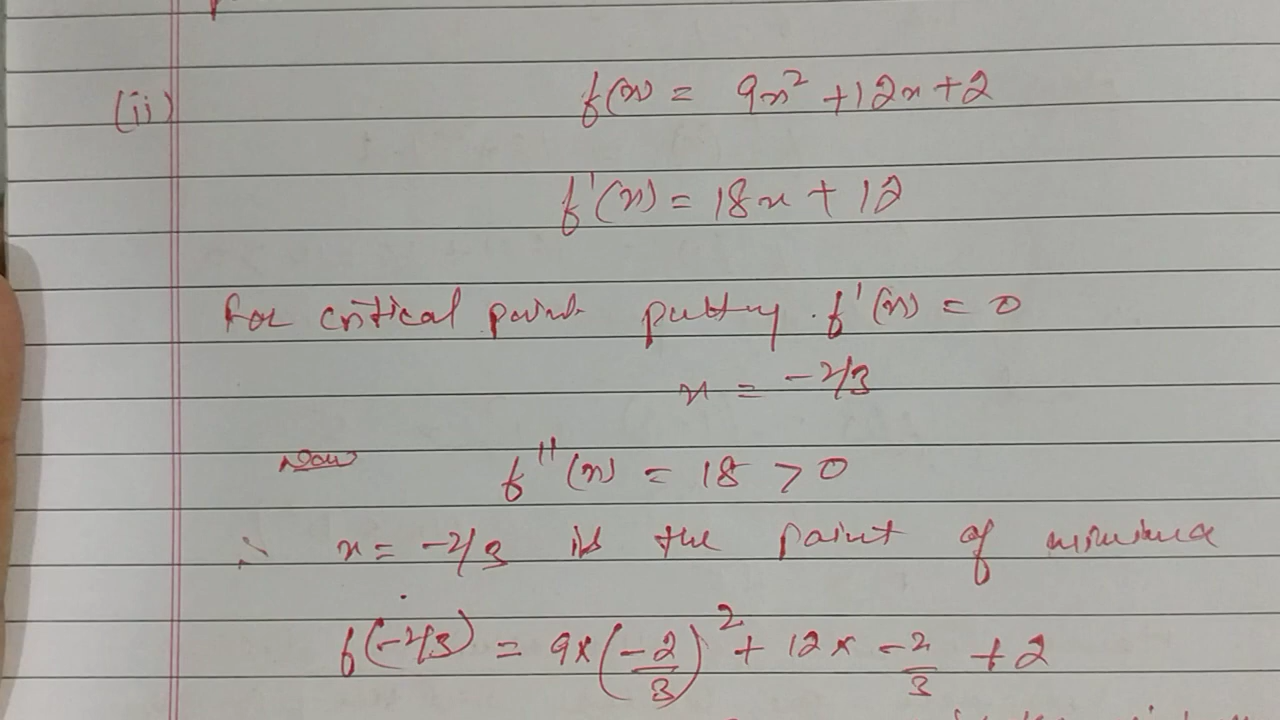 (ii) f(x) = 9x² + 12x + 2
f'(x) = 18x + 12
For critical point putting f'(x) = 0
x = -2/3
Now f''(x) = 18 > 0
∴ x = -2/3 is the point of minima
f(-2/3) = 9×(-2/3)² + 12× -2/3 + 2